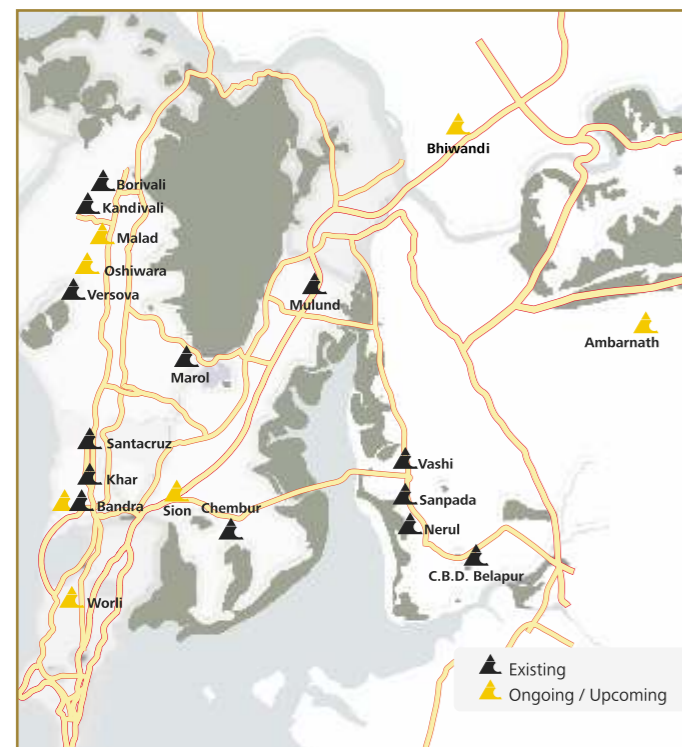 Bhiwandi
Borivali
Kandivali
Malad
Oshiwara
Versova
Mulund
Ambarnath
Marol
Santacruz
Vashi
Khar
Sanpada
Bandra
Sion
Chembur
Nerul
C.B.D. Belapur
Worli
Existing
Ongoing / Upcoming